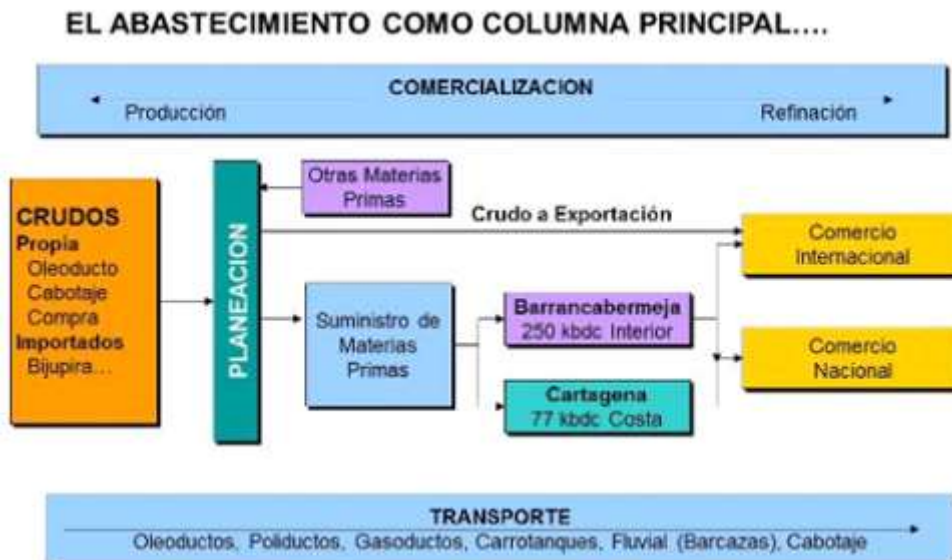 EL ABASTECIMIENTO COMO COLUMNA PRINCIPAL....
COMERCIALIZACION
Producción
Refinación
CRUDOS
Propia
Oleoducto
Cabotaje
Compra
Importados
Bijupira...
PLANEACION
Otras Materias
Primas
Crudo a Exportación
Suministro de
Materias
Primas
Barrancabermeja
250 kbdc Interior
Cartagena
77 kbdc Costa
Comercio
Internacional
Comercio
Nacional
TRANSPORTE
Oleoductos, Poliductos, Gasoductos, Carrotanques, Fluvial (Barcazas), Cabotaje